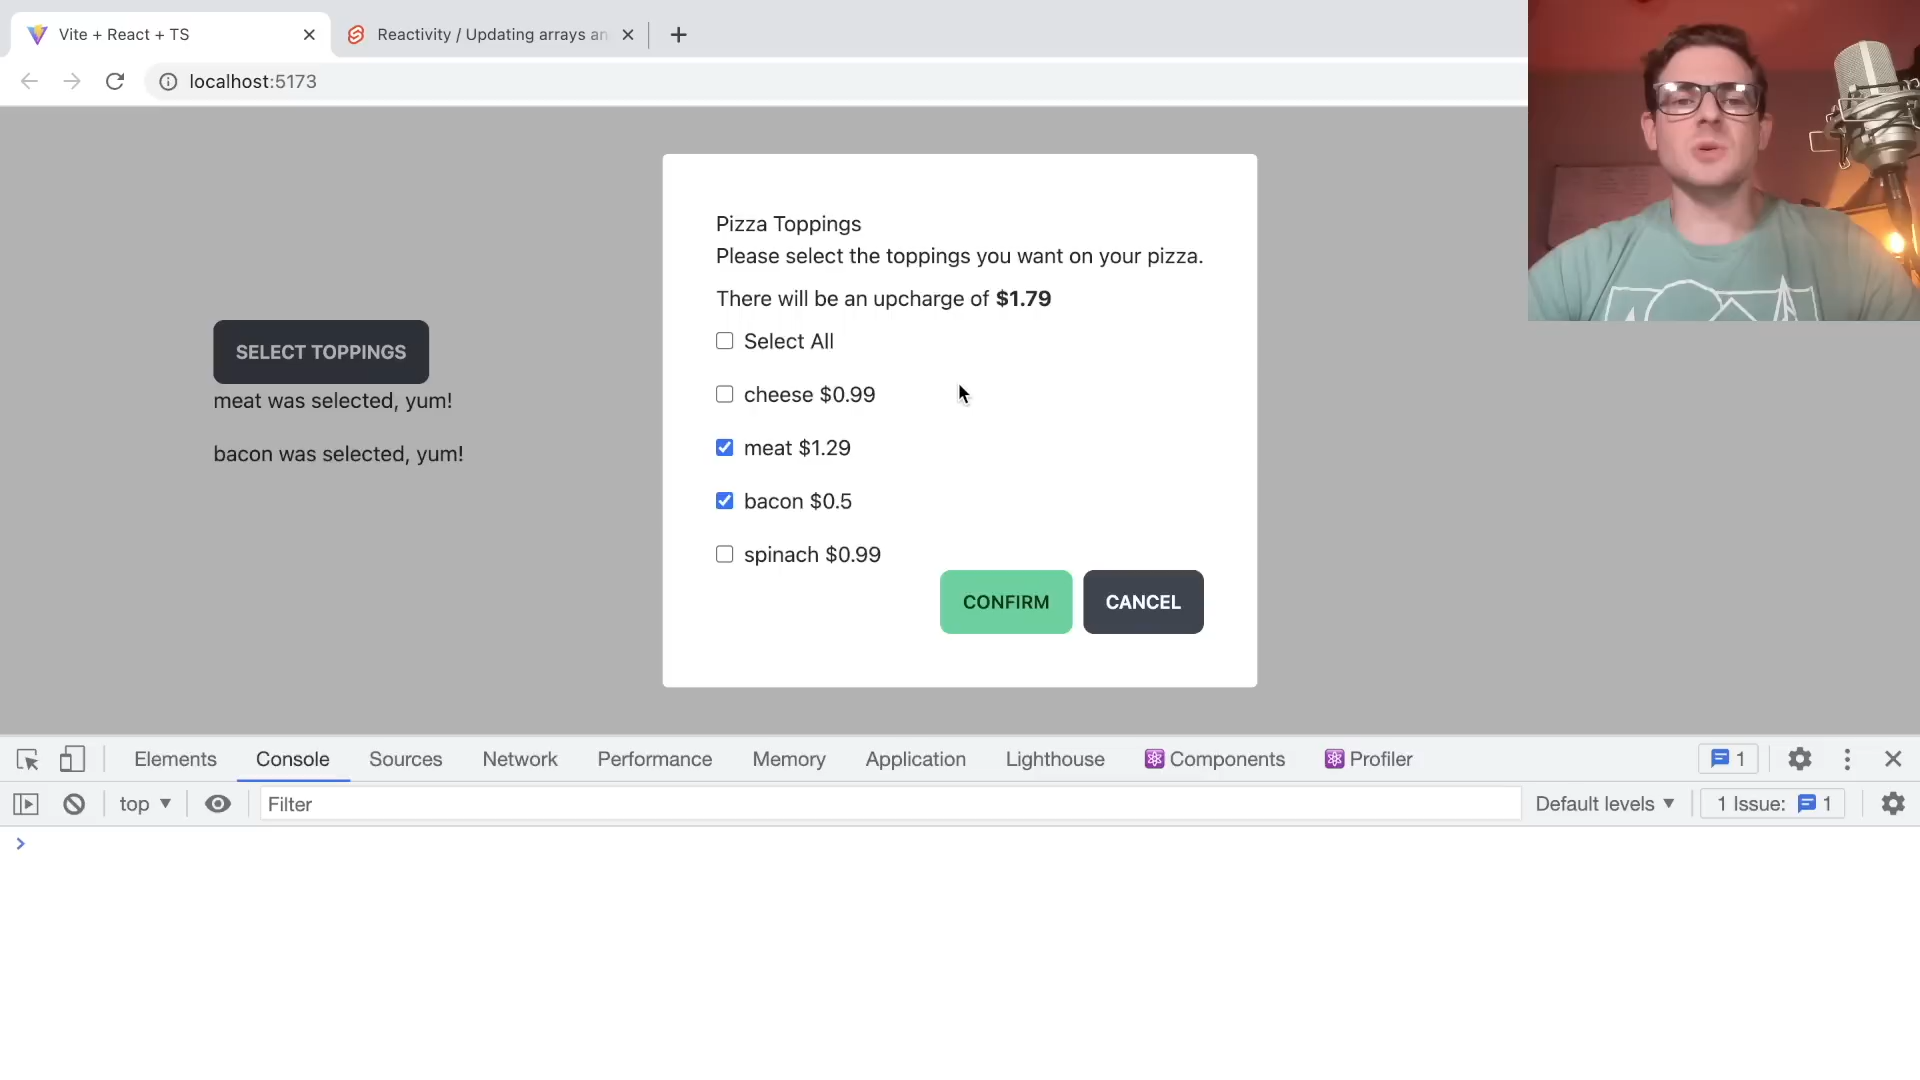 Vite + React + TS
Reactivity / Updating arrays an
localhost:5173
Pizza Toppings
Please select the toppings you want on your pizza.
There will be an upcharge of $1.79
Select All
cheese $0.99
meat $1.29
bacon $0.5
spinach $0.99
CONFIRM
CANCEL
SELECT TOPPINGS
meat was selected, yum!
bacon was selected, yum!
Elements
Console
Sources
Network
Performance
Memory
Application
Lighthouse
Components
Profiler
1
top
Filter
Default levels
1 Issue:
1